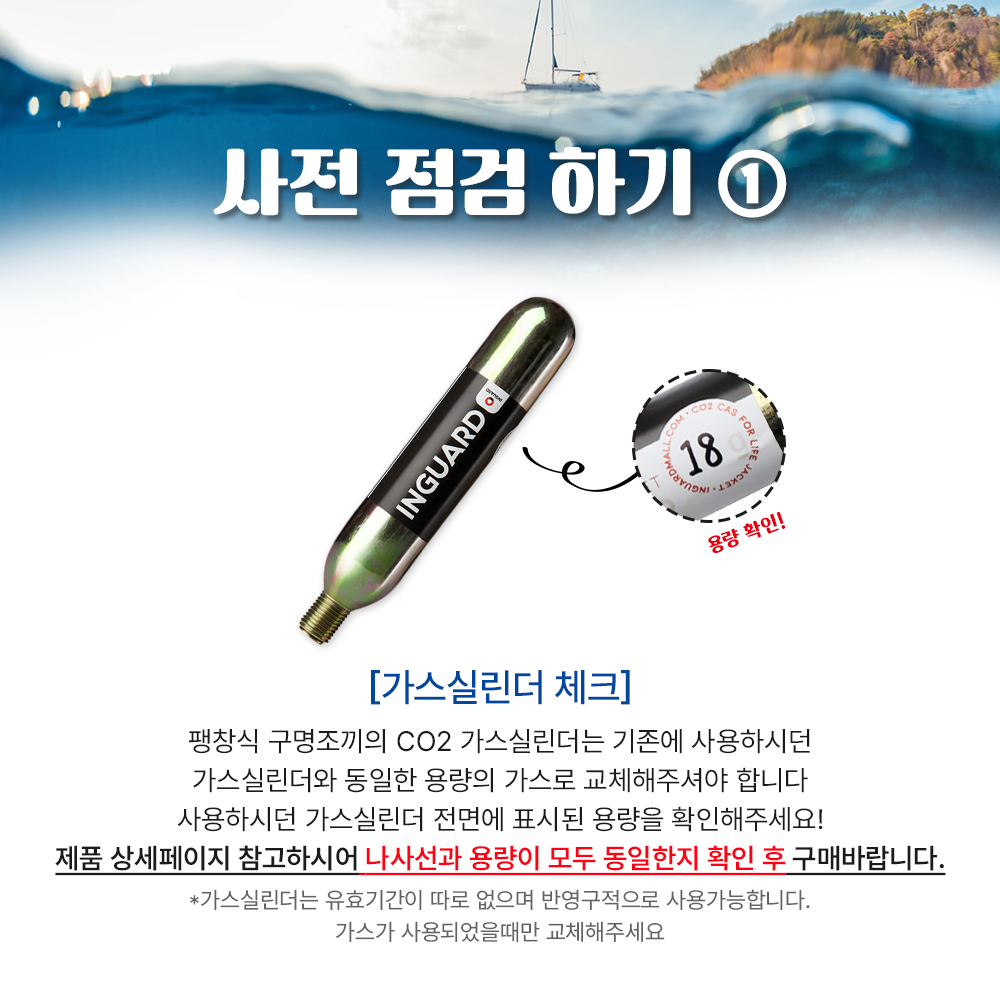 사전 점검 하기 ①
INGUARD
INGUARD
18
CO2 CAS FOR LIFE JACKET · INGUARDMALL.COM ·
용량 확인!
[가스실린더 체크]
팽창식 구명조끼의 CO2 가스실린더는 기존에 사용하시던
가스실린더와 동일한 용량의 가스로 교체해주셔야 합니다
사용하시던 가스실린더 전면에 표시된 용량을 확인해주세요!
제품 상세페이지 참고하시어 나사선과 용량이 모두 동일한지 확인 후 구매바랍니다.
*가스실린더는 유효기간이 따로 없으며 반영구적으로 사용가능합니다.
가스가 사용되었을때만 교체해주세요